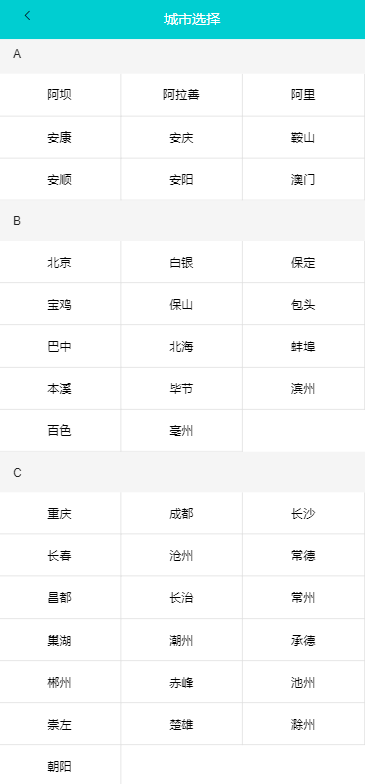 城市选择
A
阿坝 阿拉善 阿里
安康 安庆 鞍山
安顺 安阳 澳门
B
北京 白银 保定
宝鸡 保山 包头
巴中 北海 蚌埠
本溪 毕节 滨州
百色 亳州
C
重庆 成都 长沙
长春 沧州 常德
昌都 长治 常州
巢湖 潮州 承德
郴州 赤峰 池州
崇左 楚雄 滁州
朝阳